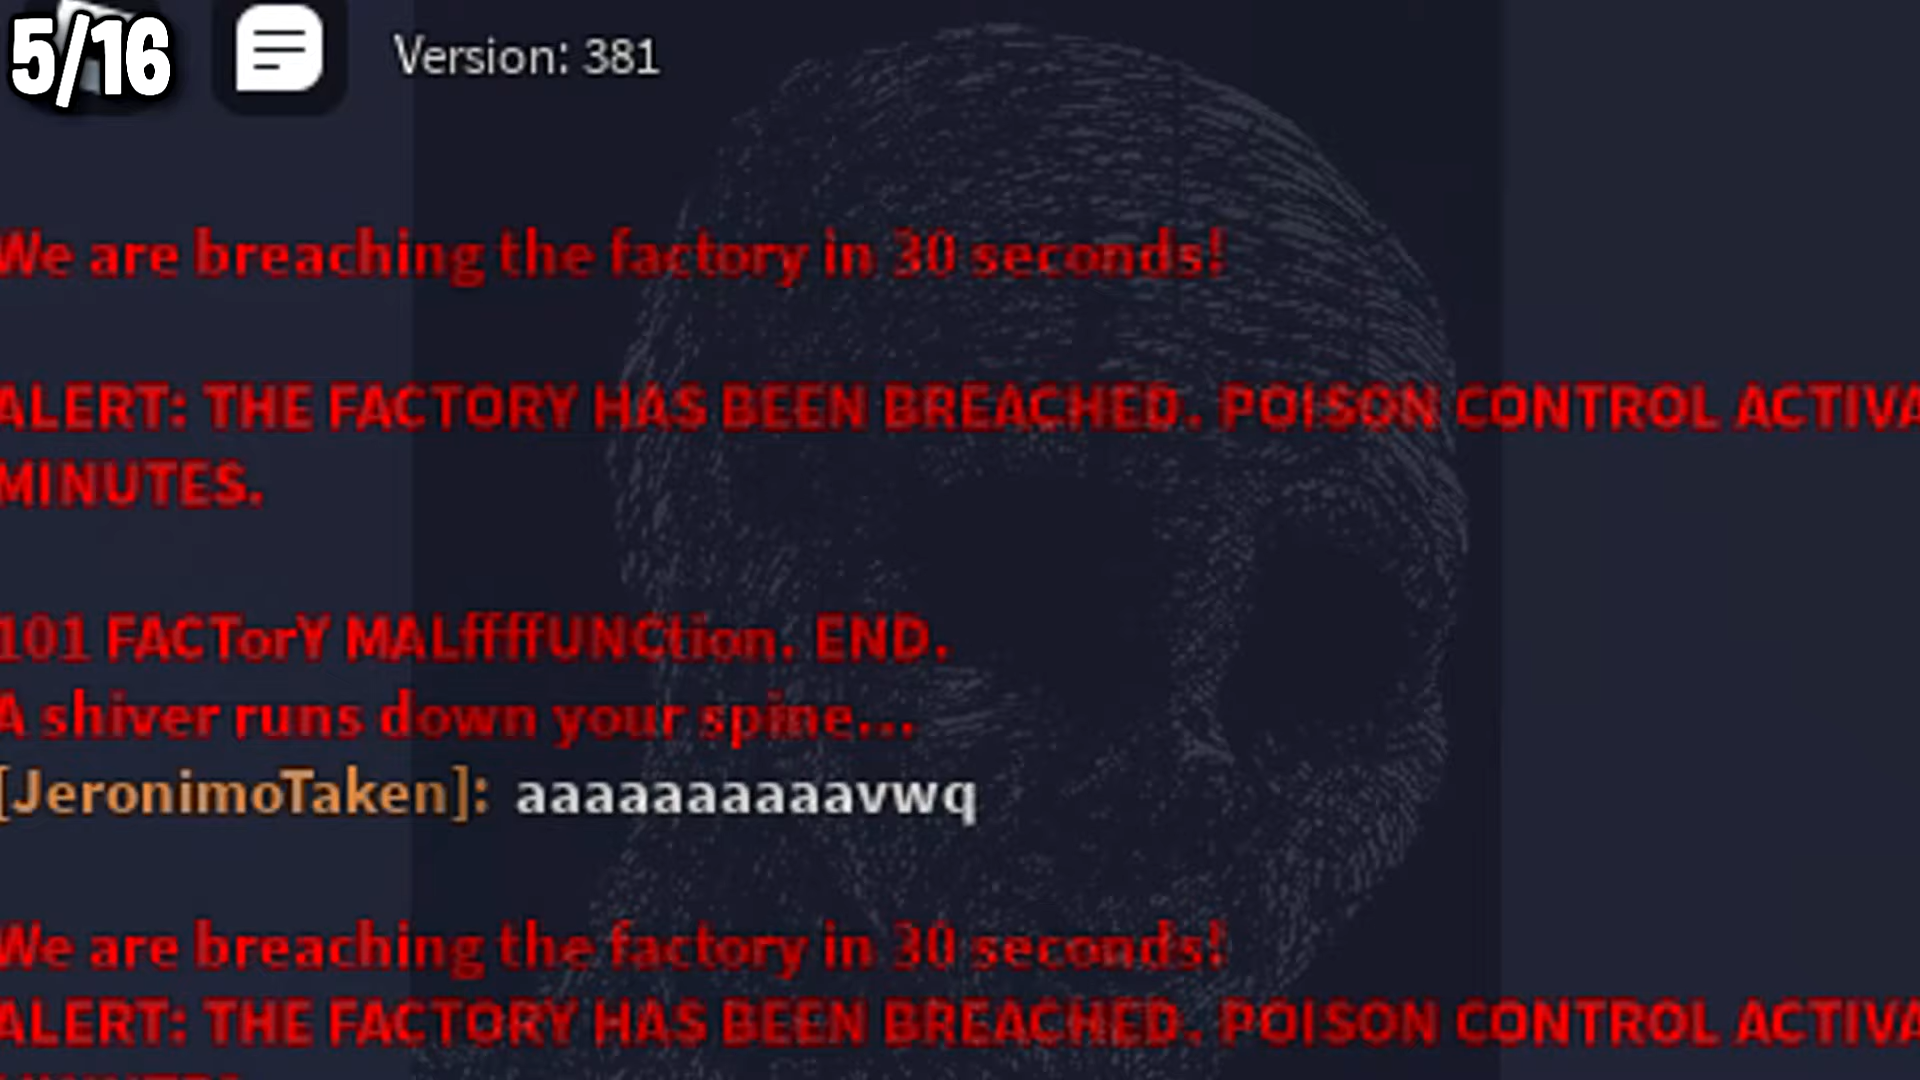 5/16
Version: 381
We are breaching the factory in 30 seconds!
ALERT: THE FACTORY HAS BEEN BREACHED. POISON CONTROL ACTIVA
MINUTES.
101 FACTorY MALffffUNCtion. END.
A shiver runs down your spine...
[JeronimoTaken]: aaaaaaaaaavwq
We are breaching the factory in 30 seconds!
ALERT: THE FACTORY HAS BEEN BREACHED. POISON CONTROL ACTIVA